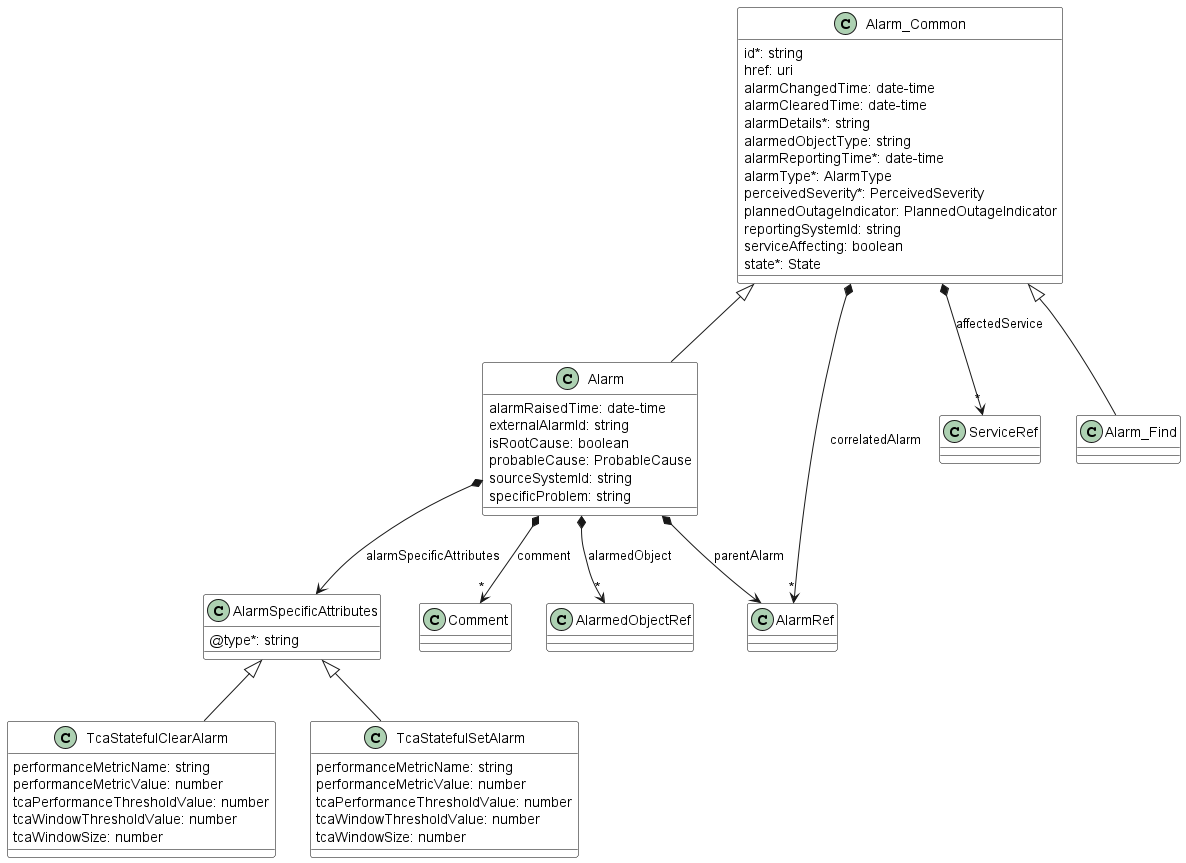 C Alarm_Common
id*: string
href: uri
alarmChangedTime: date-time
alarmClearedTime: date-time
alarmDetails*: string
alarmedObjectType: string
alarmReportingTime*: date-time
alarmType*: AlarmType
perceivedSeverity*: PerceivedSeverity
plannedOutageIndicator: PlannedOutageIndicator
reportingSystemId: string
serviceAffecting: boolean
state*: State
affectedService
*
C Alarm
alarmRaisedTime: date-time
externalAlarmId: string
isRootCause: boolean
probableCause: ProbableCause
sourceSystemId: string
specificProblem: string
correlatedAlarm
C ServiceRef
C Alarm_Find
alarmSpecificAttributes
comment
alarmedObject
parentAlarm
*
*
*
C AlarmSpecificAttributes
@type*: string
C Comment
C AlarmedObjectRef
C AlarmRef
C TcaStatefulClearAlarm
performanceMetricName: string
performanceMetricValue: number
tcaPerformanceThresholdValue: number
tcaWindowThresholdValue: number
tcaWindowSize: number
C TcaStatefulSetAlarm
performanceMetricName: string
performanceMetricValue: number
tcaPerformanceThresholdValue: number
tcaWindowThresholdValue: number
tcaWindowSize: number